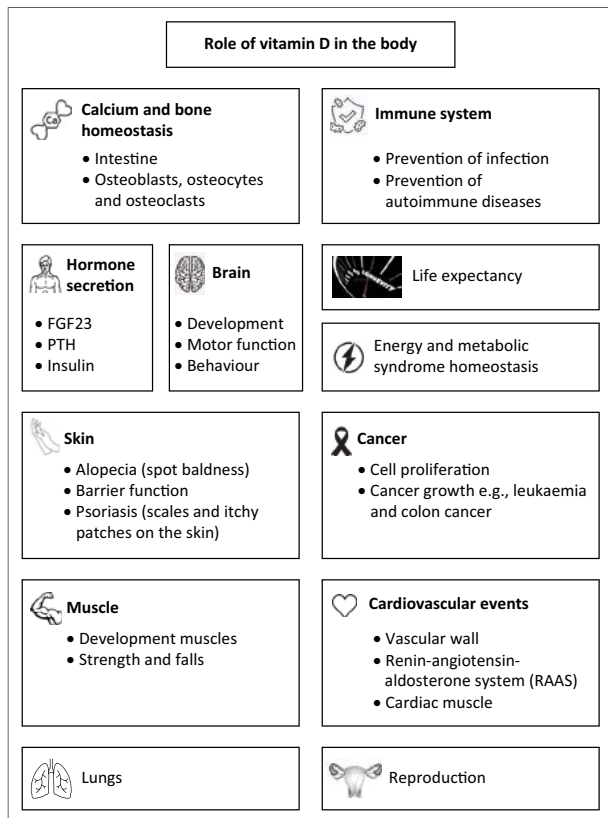 Role of vitamin D in the body
Ca
Calcium and bone
homeostasis
• Intestine
• Osteoblasts, osteocytes
and osteoclasts
Immune system
• Prevention of infection
• Prevention of
autoimmune diseases
Hormone
secretion
• FGF23
• PTH
• Insulin
Brain
• Development
• Motor function
• Behaviour
Life expectancy
Energy and metabolic
syndrome homeostasis
Skin
• Alopecia (spot baldness)
• Barrier function
• Psoriasis (scales and itchy
patches on the skin)
Cancer
• Cell proliferation
• Cancer growth e.g., leukaemia
and colon cancer
Muscle
• Development muscles
• Strength and falls
Cardiovascular events
• Vascular wall
• Renin-angiotensin-
aldosterone system (RAAS)
• Cardiac muscle
Lungs
Reproduction